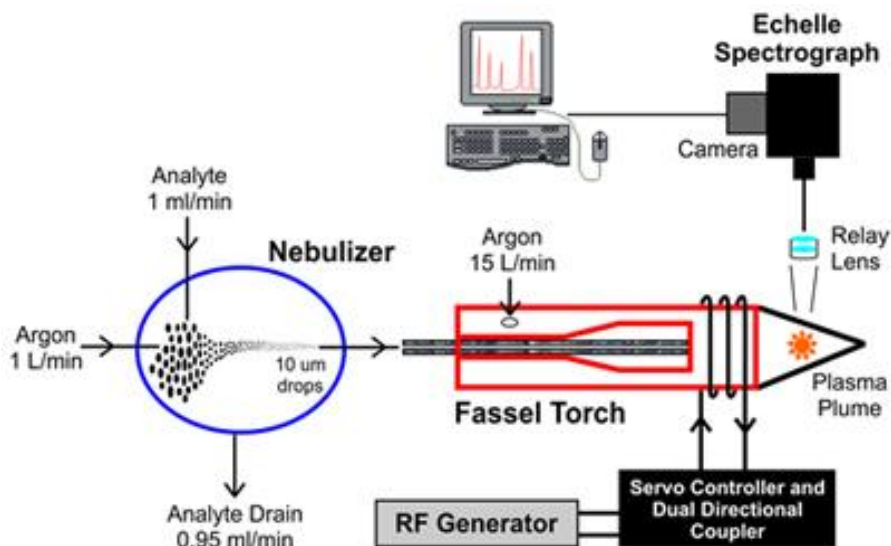 Echelle
Spectrograph
Camera
Analyte
1 ml/min
Nebulizer
Argon
15 L/min
Relay
Lens
Argon
1 L/min
10 um
drops
Plasma
Plume
Fassel Torch
Analyte Drain
0.95 ml/min
RF Generator
Servo Controller and
Dual Directional
Coupler